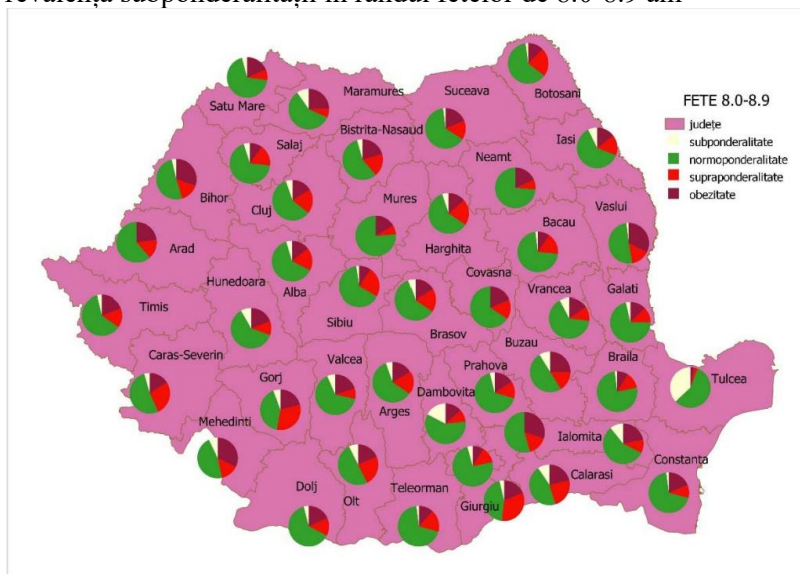 revalența subponderalității în rândul fetelor de 8.0-8.9 ani
FETE 8.0-8.9
județe
subponderalitate
normoponderalitate
supraponderalitate
obezitate
Satu Mare
Maramures
Suceava
Botosani
Salaj
Bistrita-Nasaud
Iasi
Neamt
Bihor
Cluj
Mures
Vaslui
Bacau
Arad
Harghita
Hunedoara
Alba
Covasna
Vrancea
Galati
Timis
Sibiu
Brasov
Buzau
Caras-Severin
Valcea
Prahova
Braila
Gorj
Tulcea
Dambovita
Arges
Mehedinti
Ialomita
Constanta
Calarasi
Dolj
Olt
Teleorman
Giurgiu